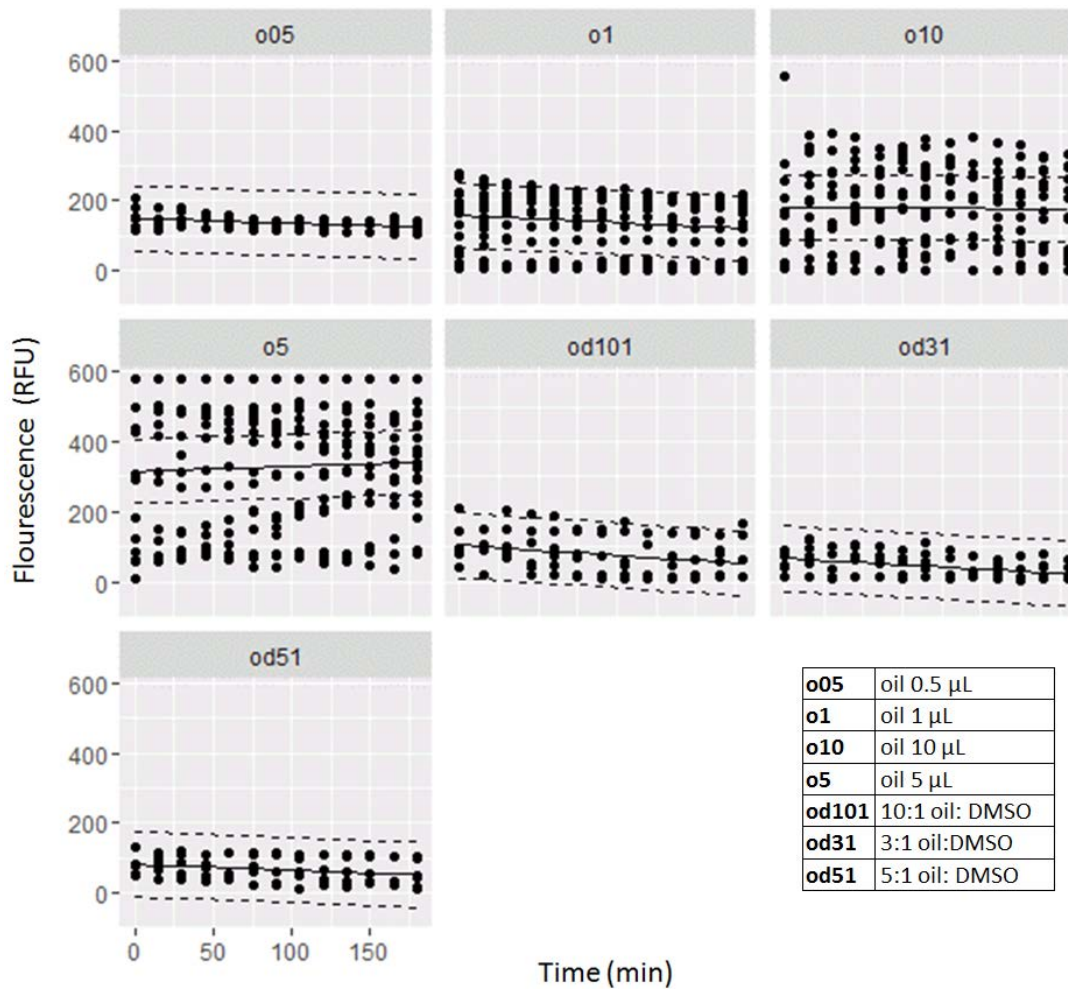 o05 o1 o10
600
400
200
0
o5 od101 od31
600
400
200
0
od51
600
400
200
0
0 50 100 150
Flourescence (RFU)
Time (min)
o05 oil 0.5 µL
o1 oil 1 µL
o10 oil 10 µL
o5 oil 5 µL
od101 10:1 oil: DMSO
od31 3:1 oil:DMSO
od51 5:1 oil: DMSO